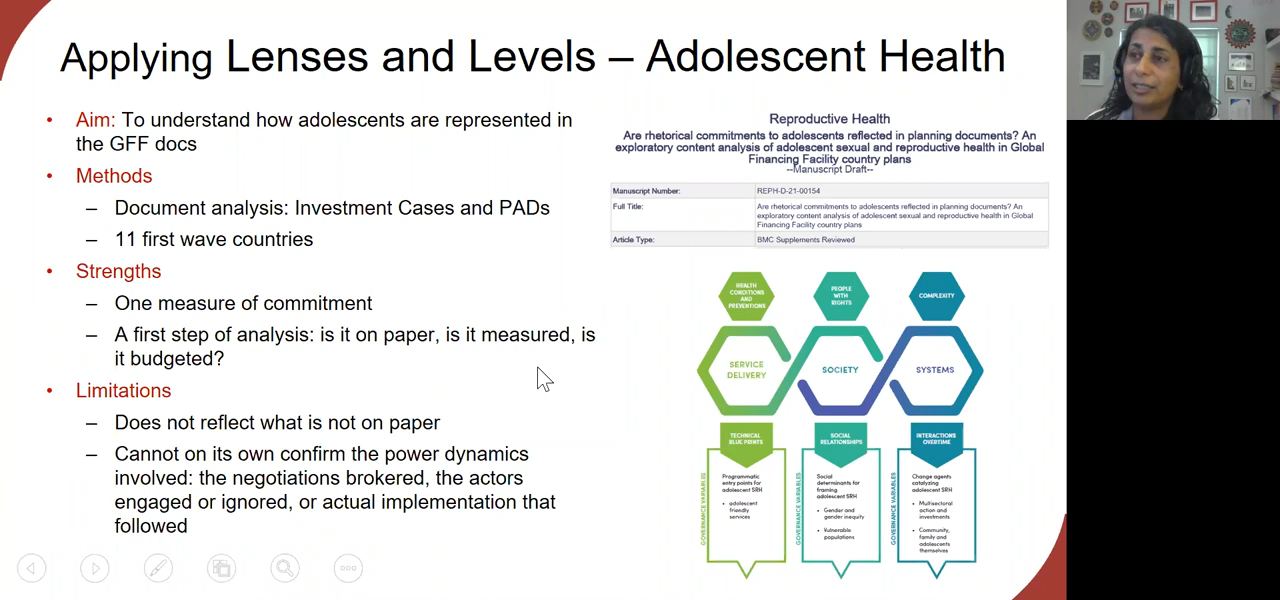 Applying Lenses and Levels – Adolescent Health
• Aim: To understand how adolescents are represented in
the GFF docs
• Methods
– Document analysis: Investment Cases and PADs
– 11 first wave countries
• Strengths
– One measure of commitment
– A first step of analysis: is it on paper, is it measured, is
it budgeted?
• Limitations
– Does not reflect what is not on paper
– Cannot on its own confirm the power dynamics
involved: the negotiations brokered, the actors
engaged or ignored, or actual implementation that
followed
Reproductive Health
Are rhetorical commitments to adolescents reflected in planning documents? An
exploratory content analysis of adolescent sexual and reproductive health in Global
Financing Facility country plans
--Manuscript Draft--
Manuscript Number: REPH-D-21-00154
Full Title: Are rhetorical commitments to adolescents reflected in planning documents? An
exploratory content analysis of adolescent sexual and reproductive health in Global
Financing Facility country plans
Article Type: BMC Supplements Reviewed
HEALTH
CONDITIONS
AND
PREVENTIONS
PEOPLE
WITH
RIGHTS
COMPLEXITY
SERVICE
DELIVERY
SOCIETY
SYSTEMS
TECHNICAL
BLUE PRINTS
SOCIAL
RELATIONSHIPS
INTERACTIONS
OVERTIME
GOVERNANCE VARIABLES
Programmatic
entry points for
adolescent SRH
• adolescent
friendly
services
GOVERNANCE VARIABLES
Social
determinants for
framing
adolescent SRH
• Gender and
gender inequity
• Vulnerable
populations
GOVERNANCE VARIABLES
Change agents
catalyzing
adolescent SRH
• Multisectoral
action and
investments
• Community,
family and
adolescents
themselves